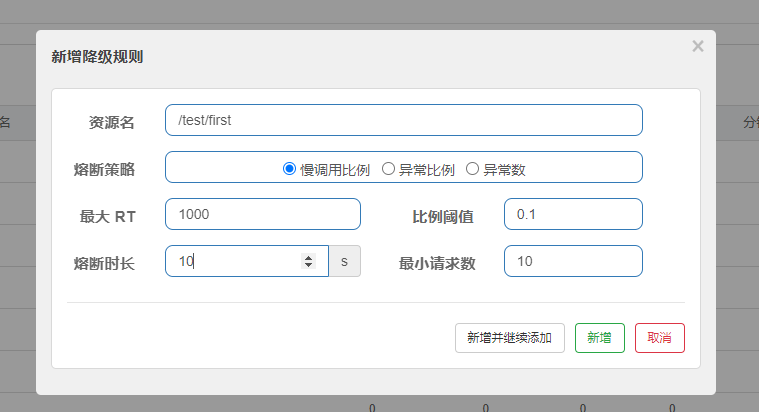 新增降级规则
×
名
分钟
资源名 /test/first
熔断策略 慢调用比例 异常比例 异常数
最大 RT 1000 比例阈值 0.1
熔断时长 10 s 最小请求数 10
新增并继续添加 新增 取消
0 0 0 0